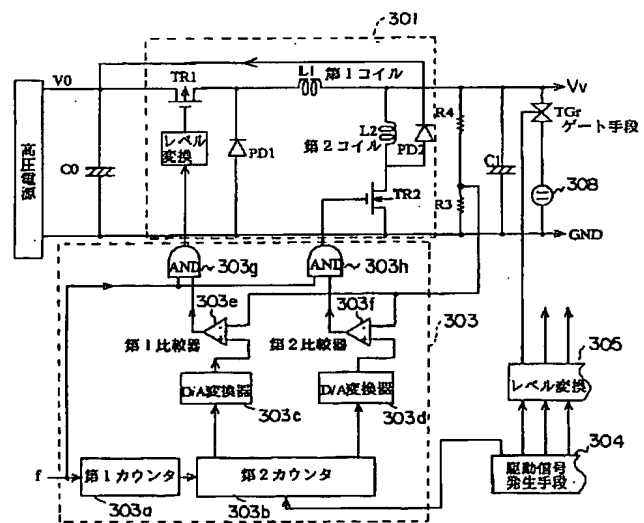 301
V0
TR1
L1
第1コイル
Vv
レベル
変換
PD1
C0
高圧電源
L2
第2コイル
PD2
TR2
R4
R3
C1
TGr
ゲート手段
308
GND
AND
303g
AND
303h
303e
303f
第1比較器
第2比較器
303
D/A変換器
303c
D/A変換器
303d
305
レベル変換
f
第1カウンタ
303a
第2カウンタ
303b
304
駆動信号
発生手段